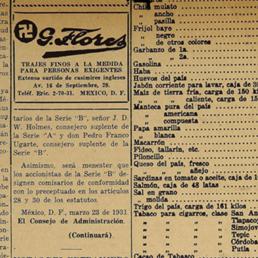 G. Flores
TRAJES FINOS A LA MEDIDA
PARA PERSONAS EXIGENTES
Extenso surtido de casimires ingleses
Av. 16 de Septiembre, 28.
Teléf. Eric. 2-70-31. MEXICO, D. F.
tarios de la Serie "B", señor J. D.
W. Holmes, consejero suplente de
la Serie "A" y don Pedro Franco
Ugarte, consejero suplente de la
Serie "B".
Asimismo, será menester que
los accionistas de la Serie "B" de-
signen comisarios de conformidad
con lo preceptuado en los artículos
28 y 30 de los estatutos.
México, D. F., marzo 23 de 1931.
El Consejo de Administración.
(Continuará)
Chile mulato
" ancho
" pasilla
Frijol bayo
" negro
" de otros colores
Garbanzo de 1a.
" 2a.
Gasolina
Haba
Huevos del país
Jabón corriente para lavar, caja de
Maíz de tierra fría, carga de 150
" " caliente, carga de 150
Manteca pura del país
" americana
" compuesta
Papa amarilla
" blanca
Macarrón
Fideo, tallarín, etc.
Piloncillo
Queso del país, fresco
" añejo
Sardinas en tomate o aceite, caja de
Salmón, caja de 48 latas
Sal en grano
" molida
Trigo del país, carga de 161 kilos
Tabaco para cigarros, clase San An
" " " Tlapaco
" " " Simojov
" " " Tepic
" " " Córdoba
" " " Putla
Cacao de Tabasco